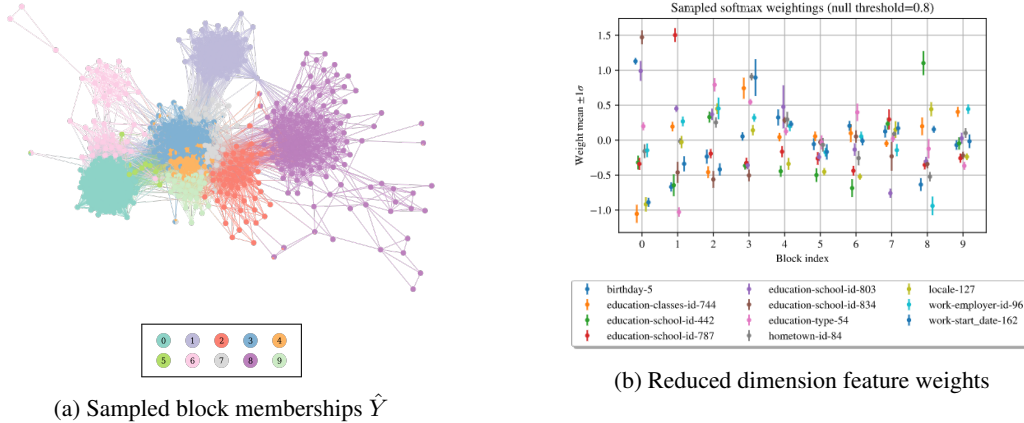 0 1 2 3 4
5 6 7 8 9
(a) Sampled block memberships Ŷ
Sampled softmax weightings (null threshold=0.8)
Weight mean ±1σ
1.5
1.0
0.5
0.0
−0.5
−1.0
0 1 2 3 4 5 6 7 8 9
Block index
birthday-5 education-school-id-803 locale-127
education-classes-id-744 education-school-id-834 work-employer-id-96
education-school-id-442 education-type-54 work-start_date-162
education-school-id-787 hometown-id-84
(b) Reduced dimension feature weights